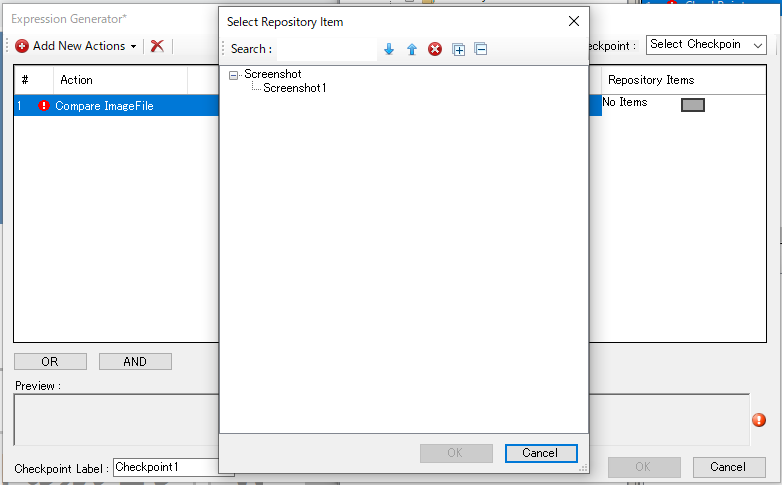 Expression Generator*
Select Repository Item
Add New Actions
Search :
ckpoint :
Select Checkpoin
#
Action
Repository Items
Screenshot
Screenshot1
1
Compare ImageFile
No Items
OR
AND
Preview :
Checkpoint Label :
Checkpoint1
OK
Cancel
OK
Cancel